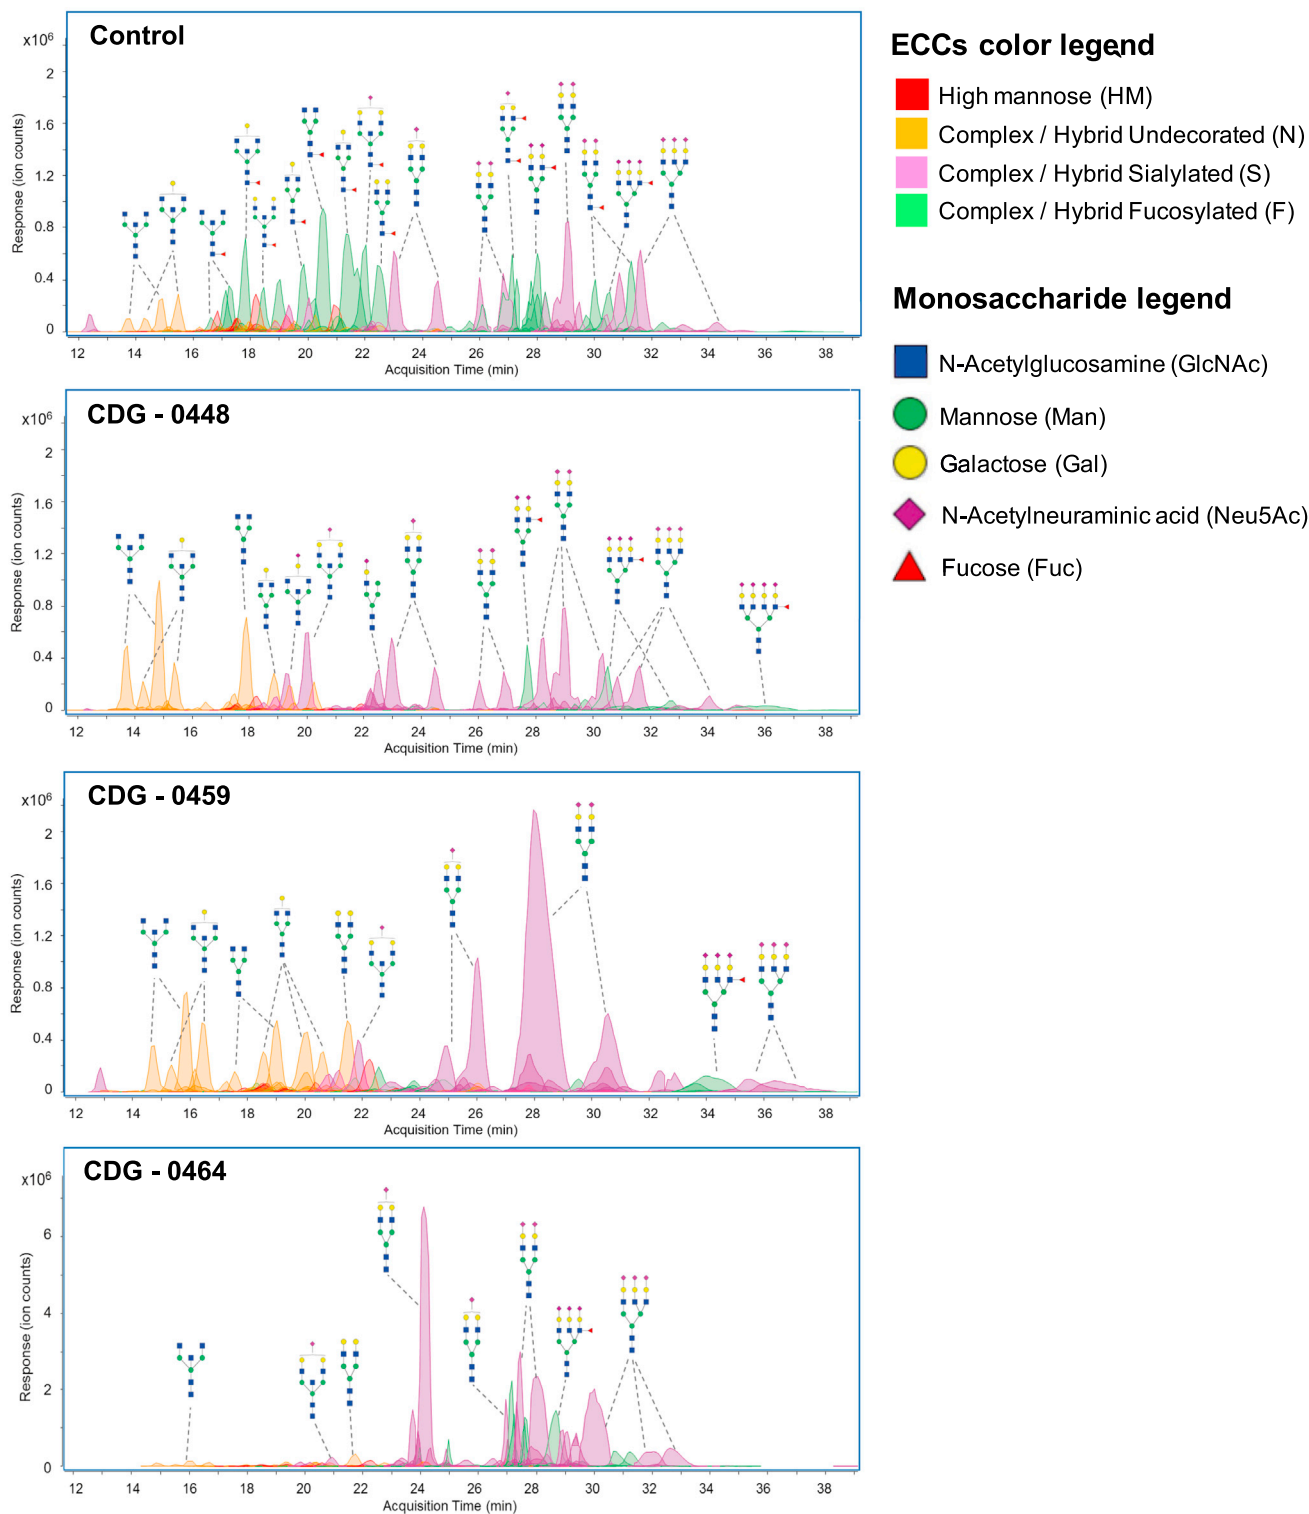 Control
x10⁶
2
1.6
1.2
0.8
0.4
0
Response (ion counts)
12 14 16 18 20 22 24 26 28 30 32 34 36 38
Acquisition Time (min)
CDG - 0448
x10⁶
2
1.6
1.2
0.8
0.4
0
Response (ion counts)
12 14 16 18 20 22 24 26 28 30 32 34 36 38
Acquisition Time (min)
CDG - 0459
x10⁶
2
1.6
1.2
0.8
0.4
0
Response (ion counts)
12 14 16 18 20 22 24 26 28 30 32 34 36 38
Acquisition Time (min)
CDG - 0464
x10⁶
6
4
2
0
Response (ion counts)
12 14 16 18 20 22 24 26 28 30 32 34 36 38
Acquisition Time (min)
ECCs color legend
High mannose (HM)
Complex / Hybrid Undecorated (N)
Complex / Hybrid Sialylated (S)
Complex / Hybrid Fucosylated (F)
Monosaccharide legend
N-Acetylglucosamine (GlcNAc)
Mannose (Man)
Galactose (Gal)
N-Acetylneuraminic acid (Neu5Ac)
Fucose (Fuc)